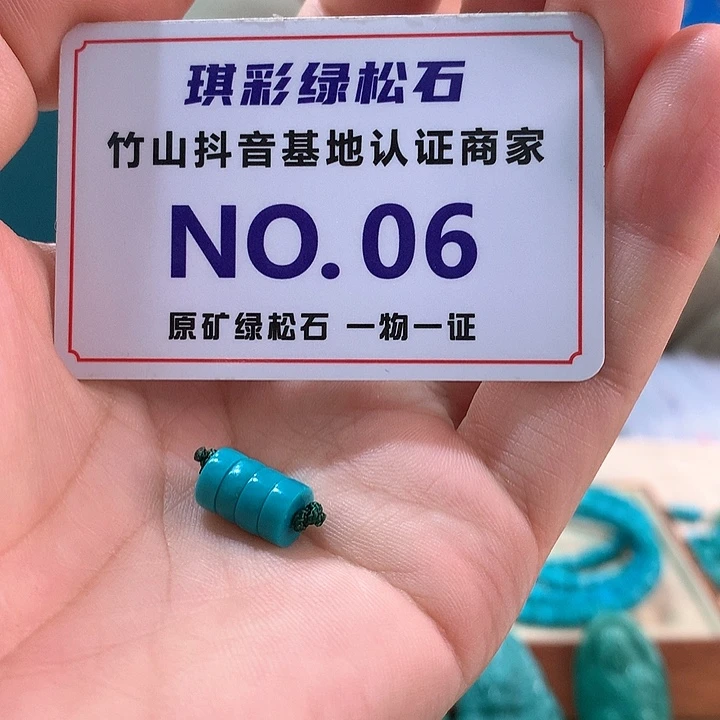 琪彩绿松石
竹山抖音基地认证商家
NO. 06
原矿绿松石 一物一证